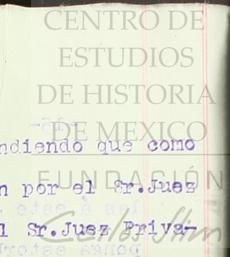 CENTRO DE
ESTUDIOS
DE HISTORIA
DE MEXICO
ndiendo que como
n por el Sr.Juez
FUNDACIÓN
l Sr.Juez Priva-
Carlos Slim